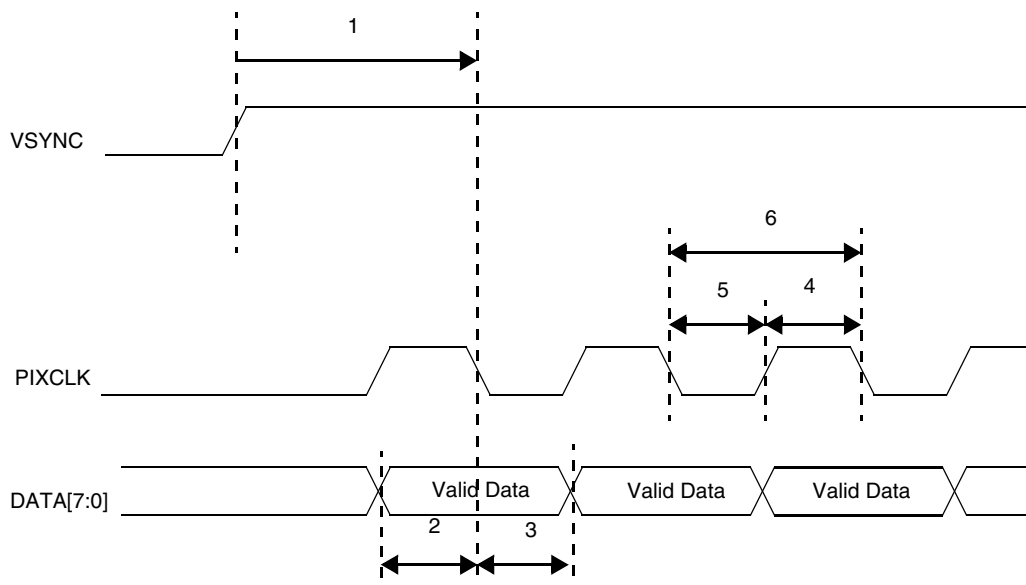 1
VSYNC
6
5 4
PIXCLK
DATA[7:0] Valid Data Valid Data Valid Data
2 3